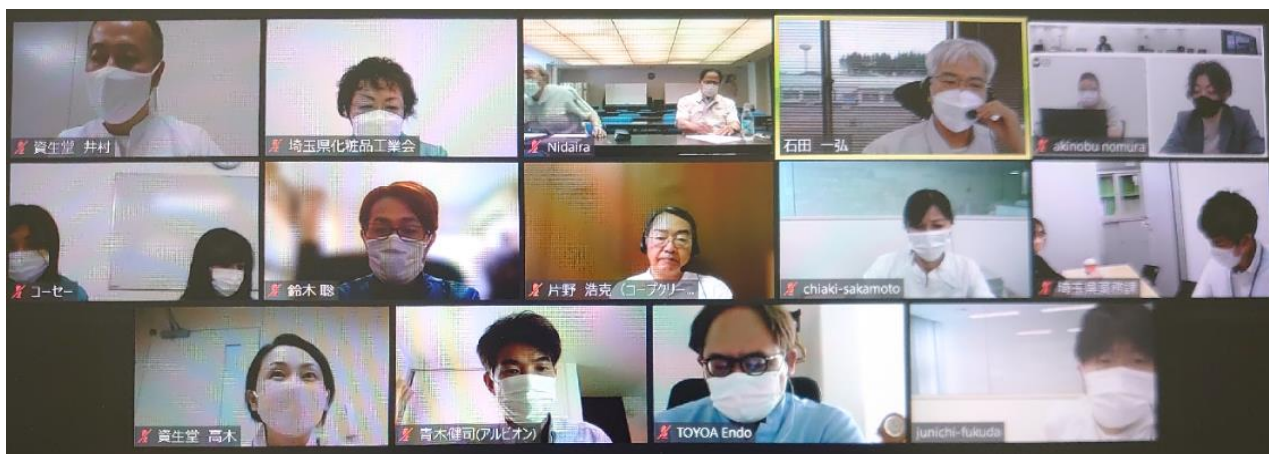 資生堂 井村
埼玉県化粧品工業会
Nidaira
石田 一弘
akinobu nomura
コーセー
鈴木 聡
片野 浩克（コープクリー...
chiaki-sakamoto
埼玉県薬務課
資生堂 高木
青木健司(アルビオン)
TOYOA Endo
junichi-fukuda